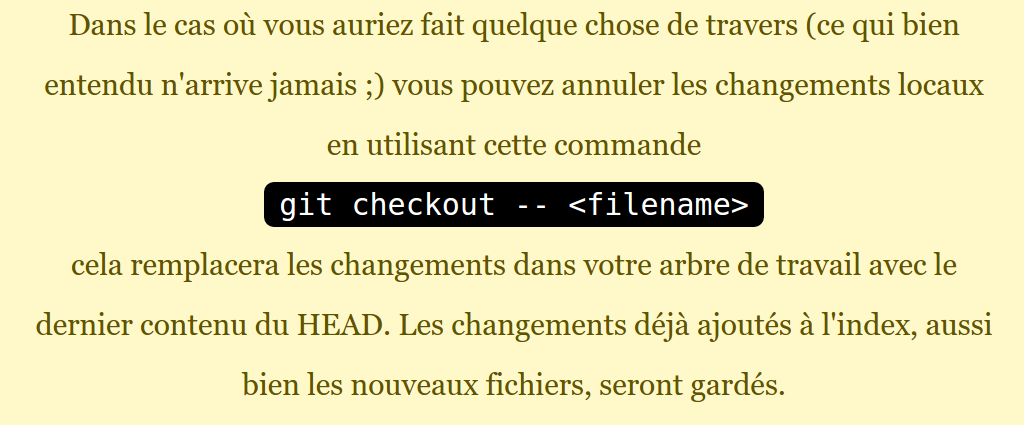 Dans le cas où vous auriez fait quelque chose de travers (ce qui bien
entendu n'arrive jamais ;) vous pouvez annuler les changements locaux
en utilisant cette commande
git checkout -- <filename>
cela remplacera les changements dans votre arbre de travail avec le
dernier contenu du HEAD. Les changements déjà ajoutés à l'index, aussi
bien les nouveaux fichiers, seront gardés.